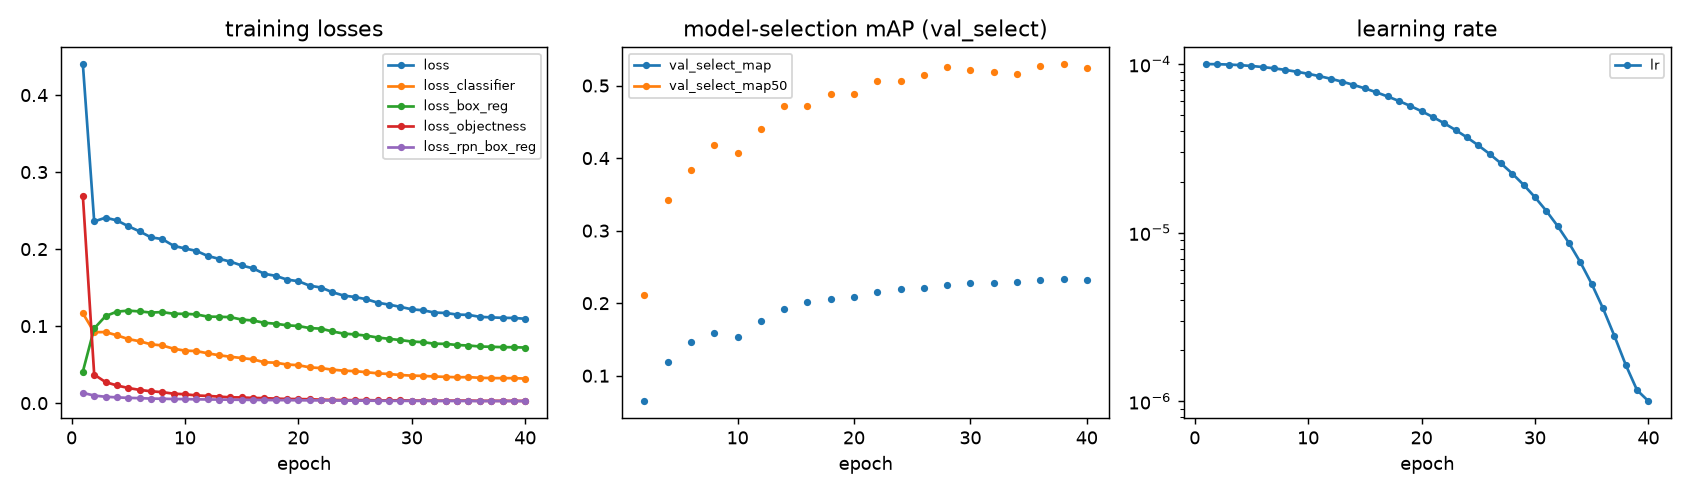 training losses
loss
loss_classifier
loss_box_reg
loss_objectness
loss_rpn_box_reg
0.4
0.3
0.2
0.1
0.0
0 10 20 30 40
epoch
model-selection mAP (val_select)
val_select_map
val_select_map50
0.5
0.4
0.3
0.2
0.1
10 20 30 40
epoch
learning rate
lr
10⁻⁴
10⁻⁵
10⁻⁶
0 10 20 30 40
epoch